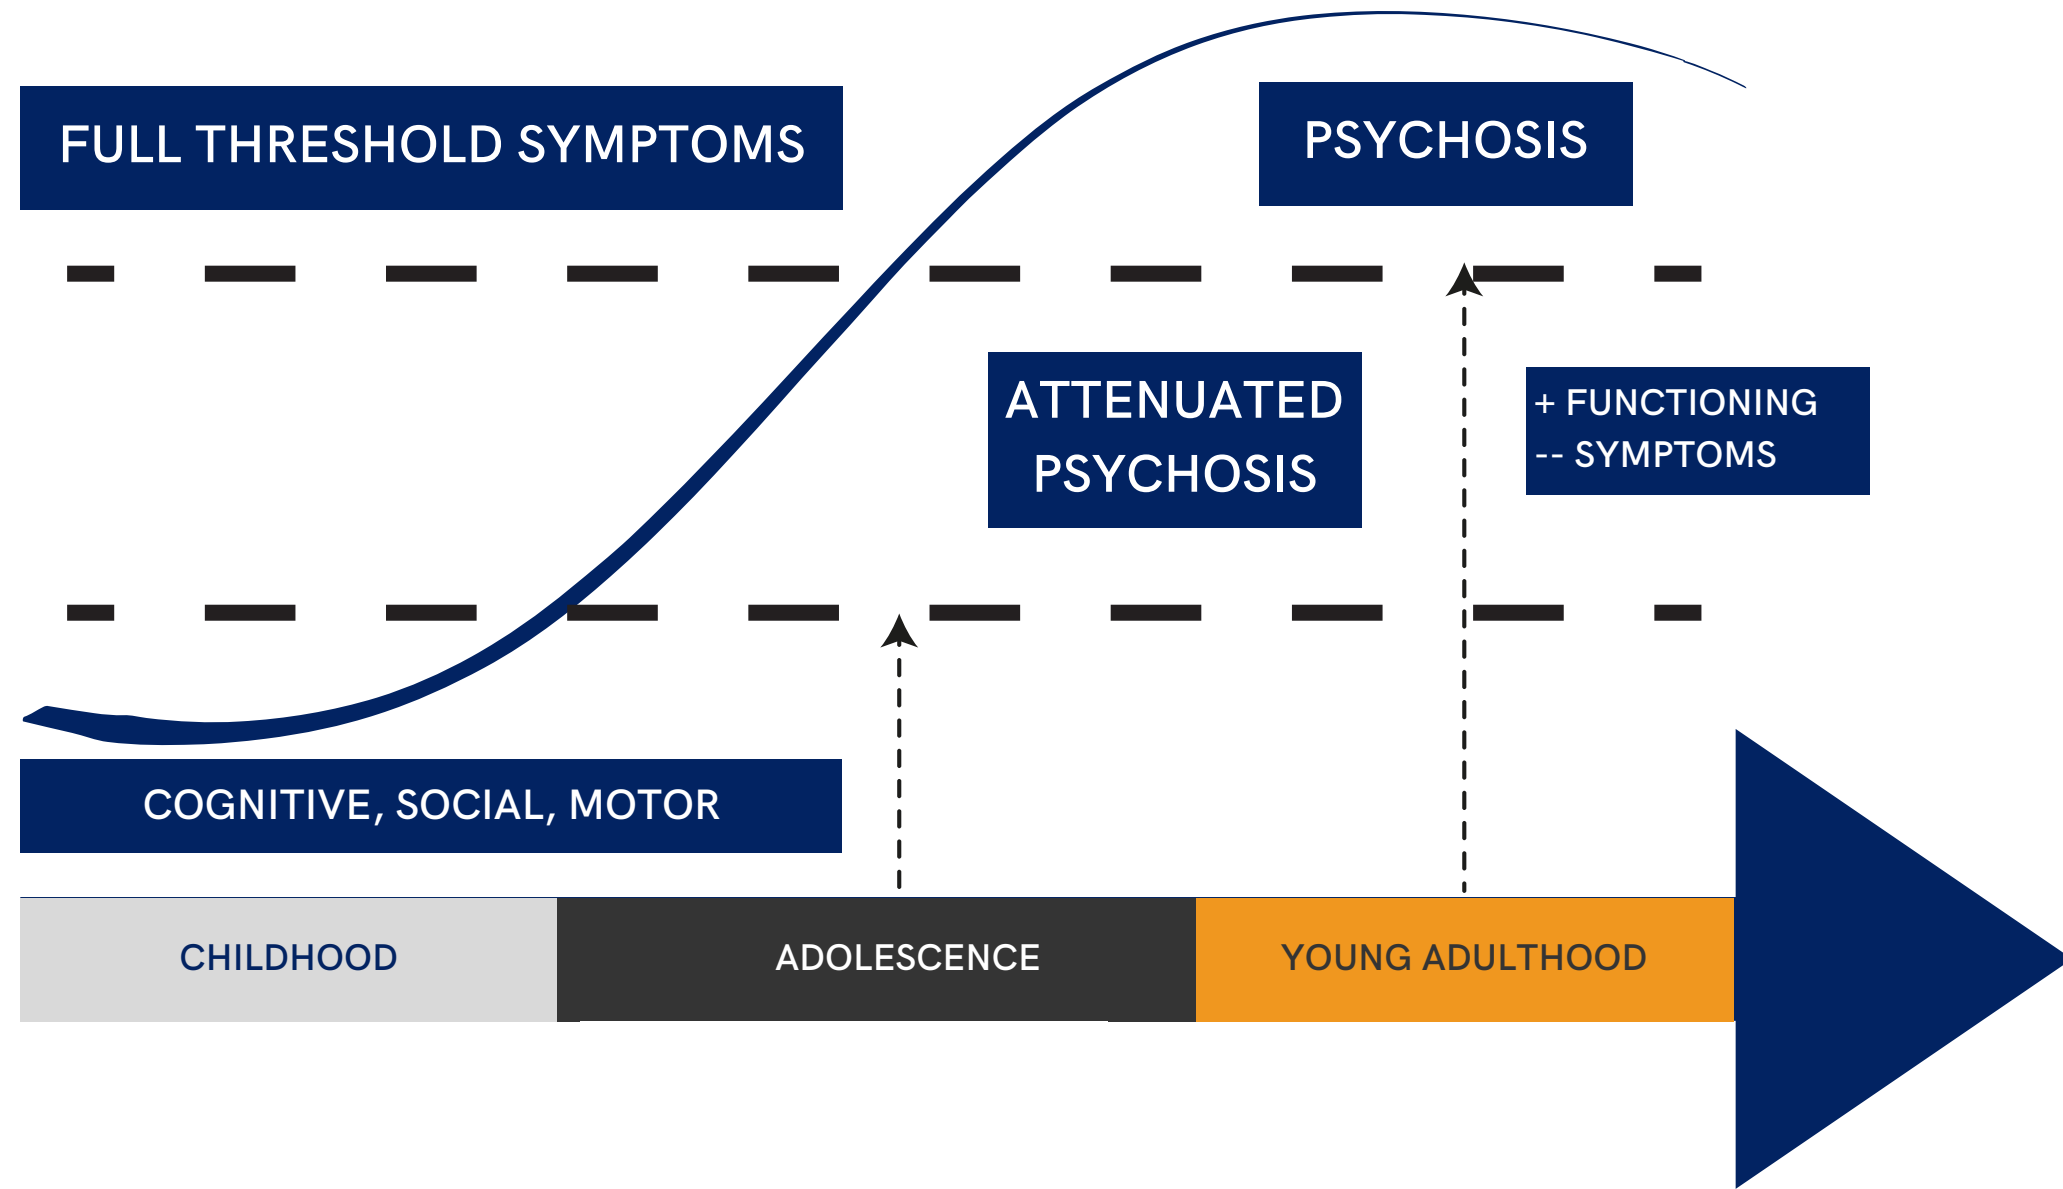 FULL THRESHOLD SYMPTOMS
PSYCHOSIS
ATTENUATED
PSYCHOSIS
+ FUNCTIONING
-- SYMPTOMS
COGNITIVE, SOCIAL, MOTOR
CHILDHOOD
ADOLESCENCE
YOUNG ADULTHOOD